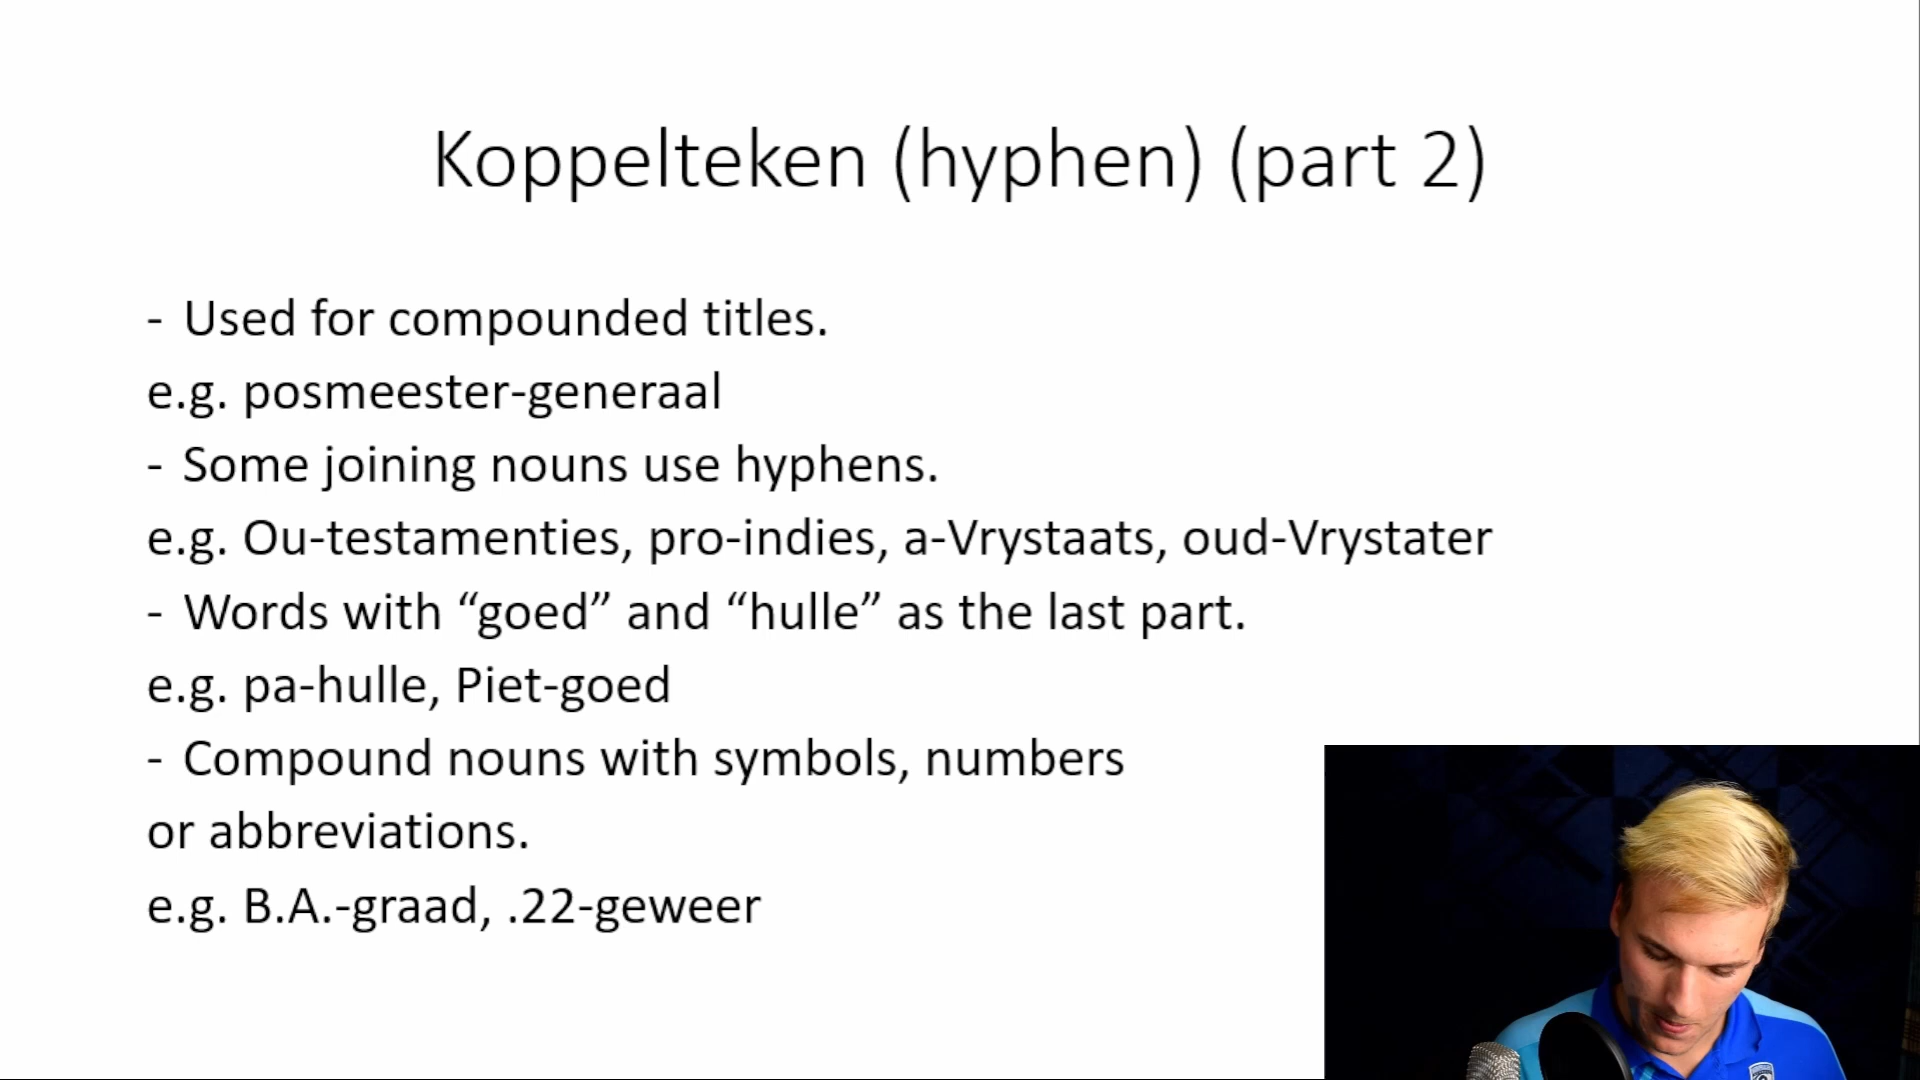 Koppelteken (hyphen) (part 2)
- Used for compounded titles.
e.g. posmeester-generaal
- Some joining nouns use hyphens.
e.g. Ou-testamenties, pro-indies, a-Vrystaats, oud-Vrystater
- Words with “goed” and “hulle” as the last part.
e.g. pa-hulle, Piet-goed
- Compound nouns with symbols, numbers
or abbreviations.
e.g. B.A.-graad, .22-geweer